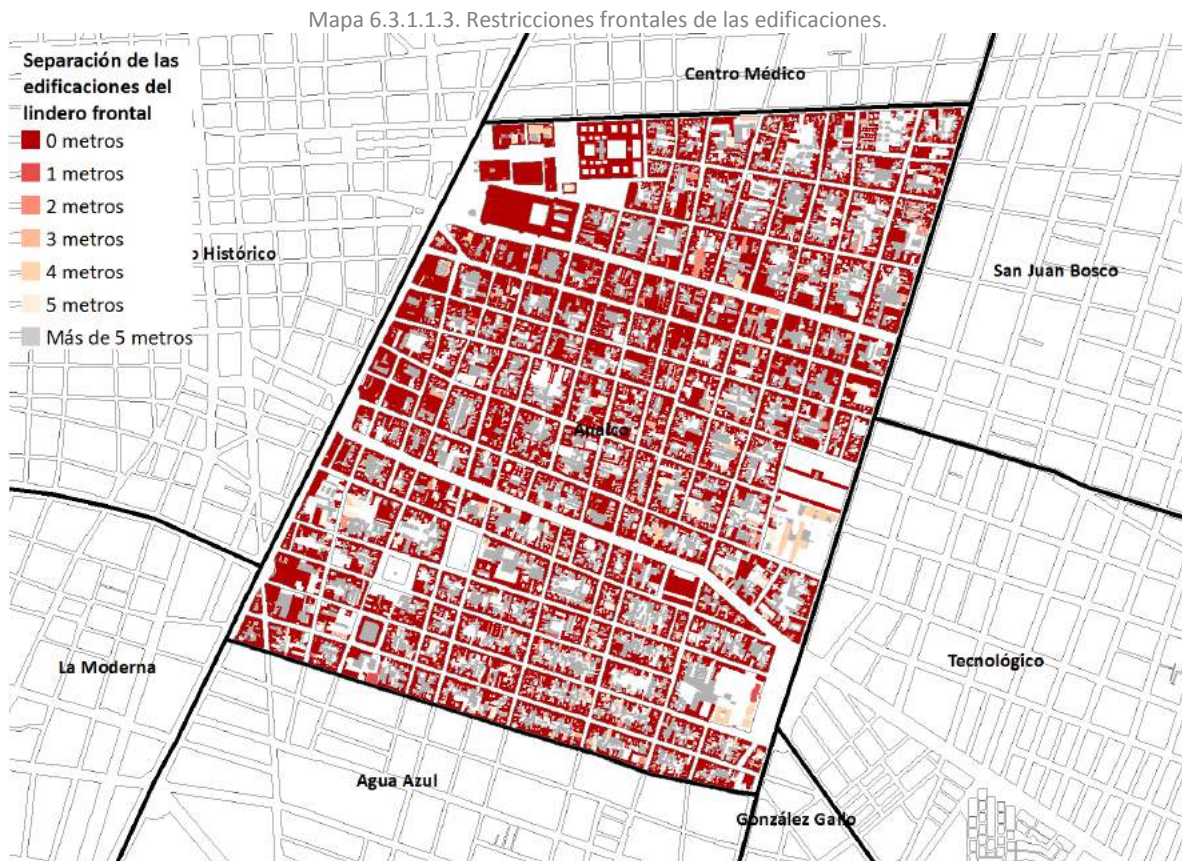 Mapa 6.3.1.1.3. Restricciones frontales de las edificaciones.
Separación de las
edificaciones del
lindero frontal
0 metros
1 metros
2 metros
3 metros
4 metros
5 metros
Más de 5 metros
Centro Médico
o Histórico
San Juan Bosco
Analco
La Moderna
Tecnológico
Agua Azul
González Gallo